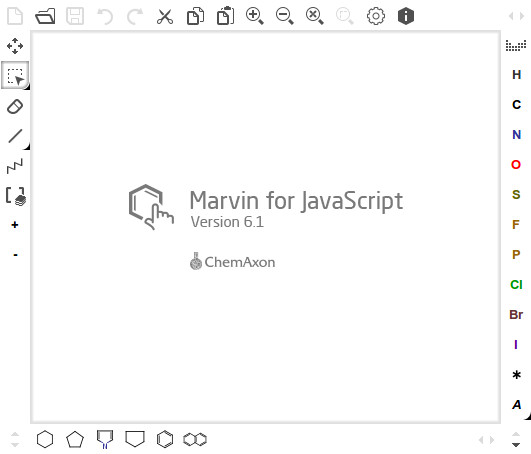 H
C
N
O
S
F
P
Cl
Br
I
*
A
+
-
Marvin for JavaScript
Version 6.1
ChemAxon
N